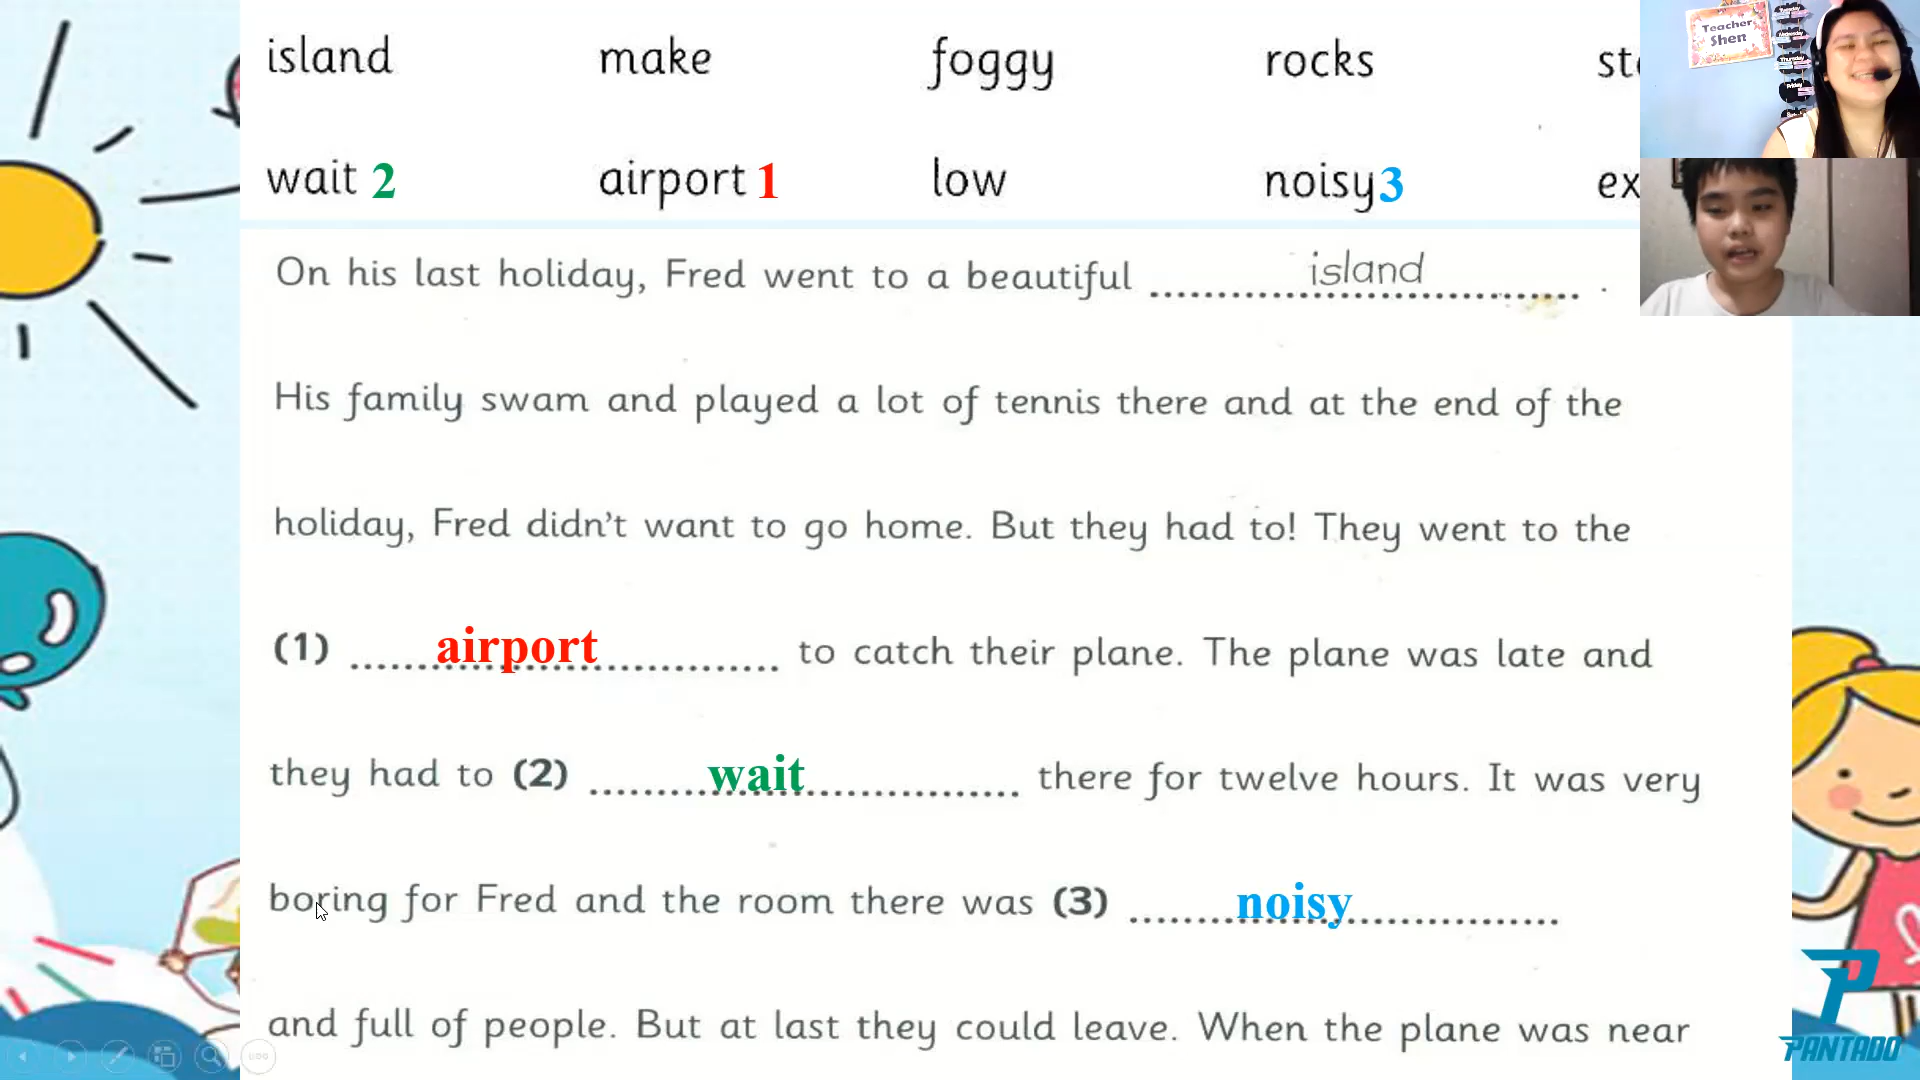 island make foggy rocks
wait 2 airport 1 low noisy 3
Teacher
Shen
On his last holiday, Fred went to a beautiful island .
His family swam and played a lot of tennis there and at the end of the
holiday, Fred didn't want to go home. But they had to! They went to the
(1) airport to catch their plane. The plane was late and
they had to (2) wait there for twelve hours. It was very
boring for Fred and the room there was (3) noisy
and full of people. But at last they could leave. When the plane was near
PANTADO